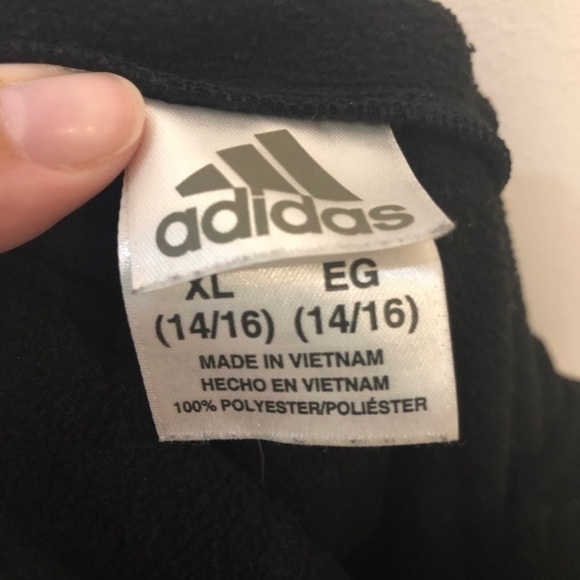 adidas
XL EG
(14/16) (14/16)
MADE IN VIETNAM
HECHO EN VIETNAM
100% POLYESTER/POLIÉSTER